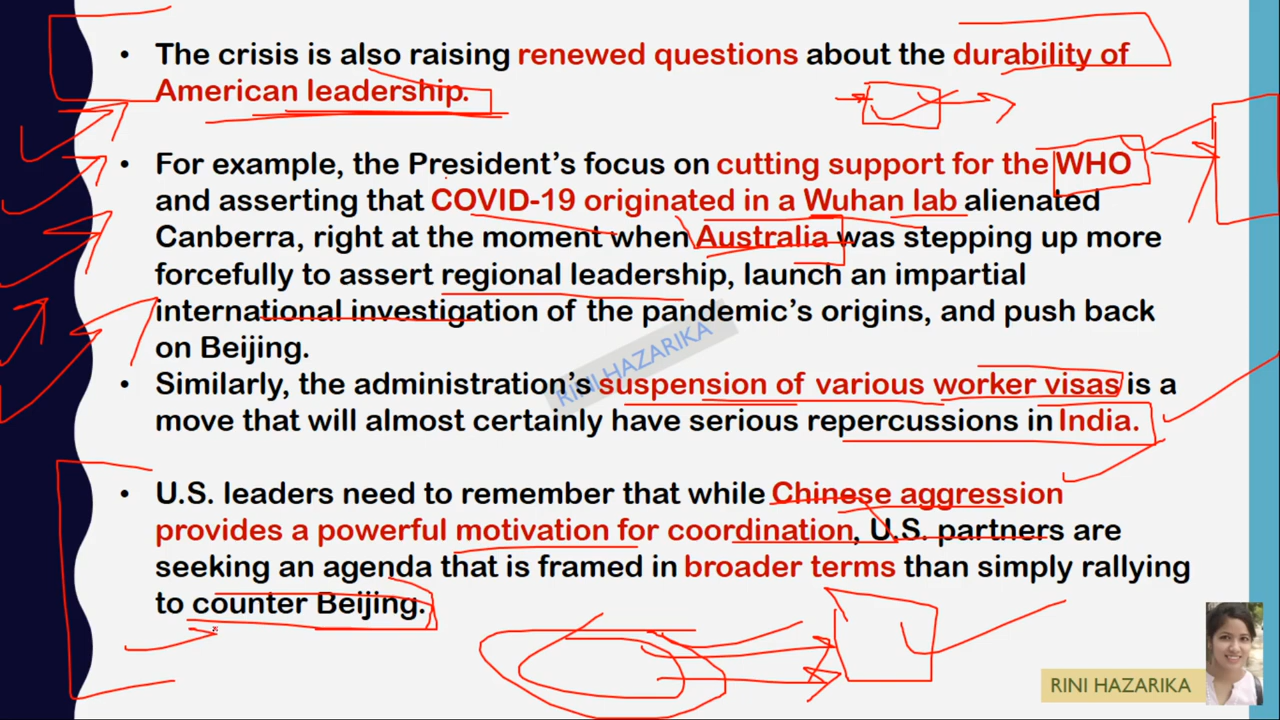 • The crisis is also raising renewed questions about the durability of
American leadership.
• For example, the President's focus on cutting support for the WHO
and asserting that COVID-19 originated in a Wuhan lab alienated
Canberra, right at the moment when Australia was stepping up more
forcefully to assert regional leadership, launch an impartial
international investigation of the pandemic's origins, and push back
on Beijing.
• Similarly, the administration's suspension of various worker visas is a
move that will almost certainly have serious repercussions in India.
• U.S. leaders need to remember that while Chinese aggression
provides a powerful motivation for coordination, U.S. partners are
seeking an agenda that is framed in broader terms than simply rallying
to counter Beijing.
RINI HAZARIKA
RINI HAZARIKA